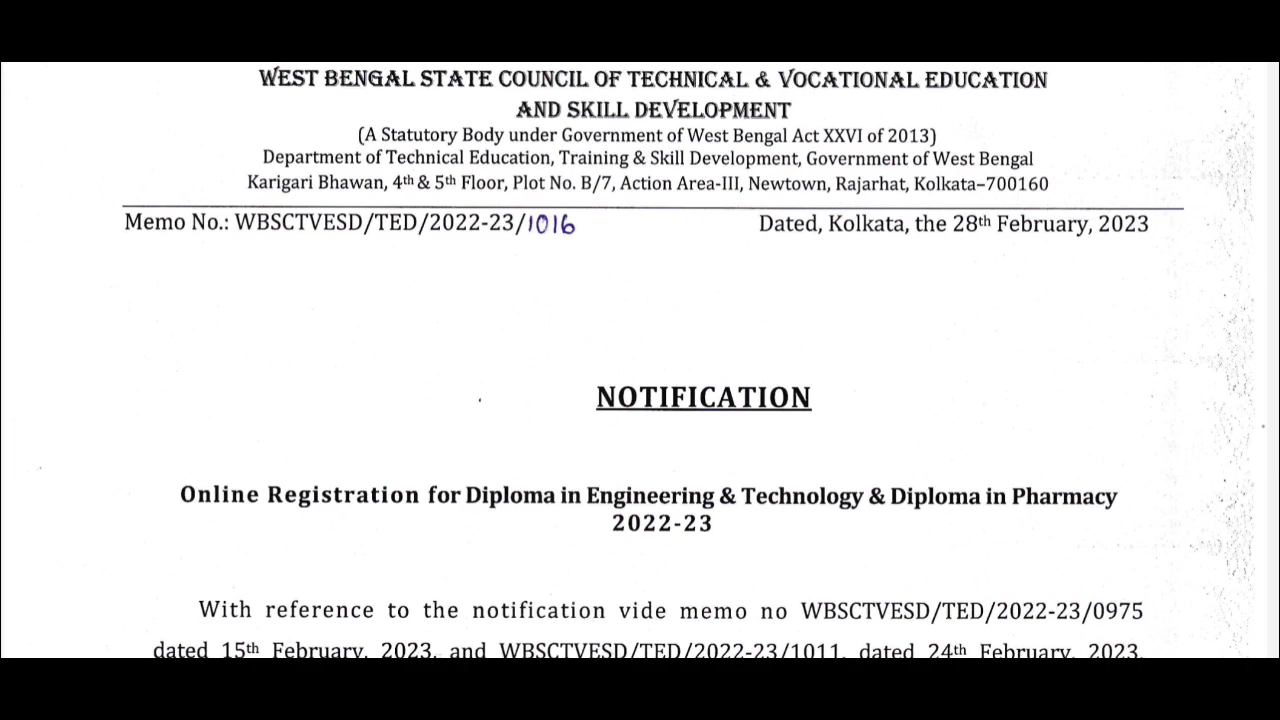 WEST BENGAL STATE COUNCIL OF TECHNICAL & VOCATIONAL EDUCATION
AND SKILL DEVELOPMENT
(A Statutory Body under Government of West Bengal Act XXVI of 2013)
Department of Technical Education, Training & Skill Development, Government of West Bengal
Karigari Bhawan, 4th & 5th Floor, Plot No. B/7, Action Area-III, Newtown, Rajarhat, Kolkata–700160
Memo No.: WBSCTVESD/TED/2022-23/1016 Dated, Kolkata, the 28th February, 2023
NOTIFICATION
Online Registration for Diploma in Engineering & Technology & Diploma in Pharmacy
2022-23
With reference to the notification vide memo no WBSCTVESD/TED/2022-23/0975
dated 15th February, 2023, and WBSCTVESD/TED/2022-23/1011, dated 24th February, 2023,